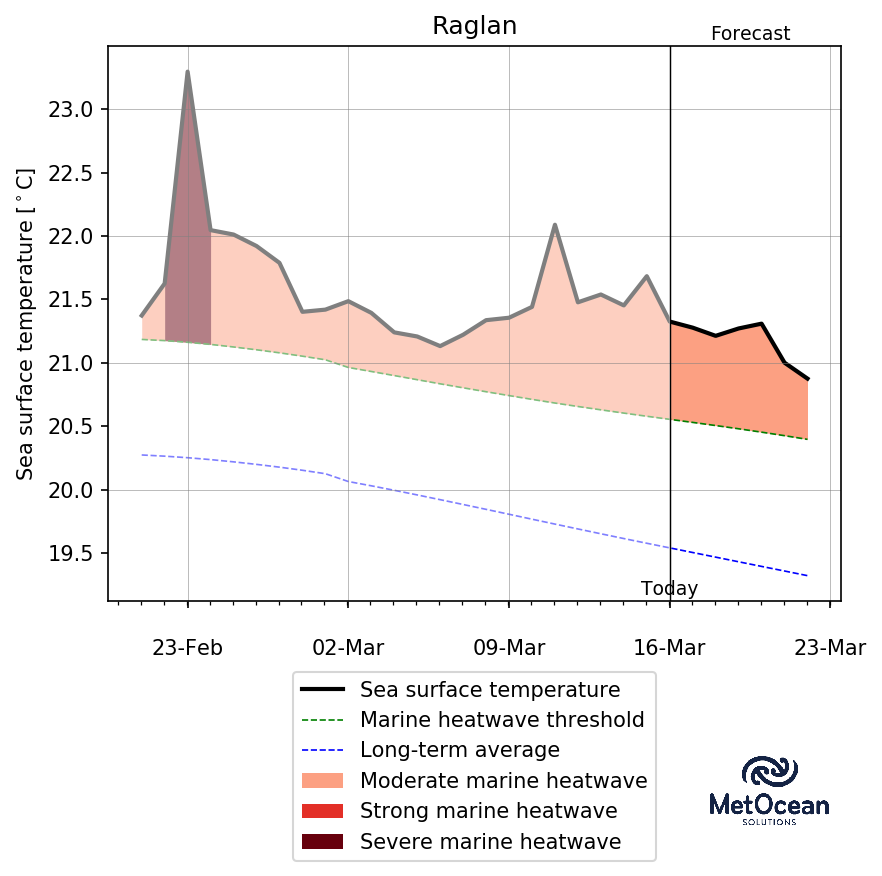 Raglan
Forecast
Sea surface temperature [°C]
23.0
22.5
22.0
21.5
21.0
20.5
20.0
19.5
Today
23-Feb 02-Mar 09-Mar 16-Mar 23-Mar
Sea surface temperature
Marine heatwave threshold
Long-term average
Moderate marine heatwave
Strong marine heatwave
Severe marine heatwave
MetOcean
SOLUTIONS